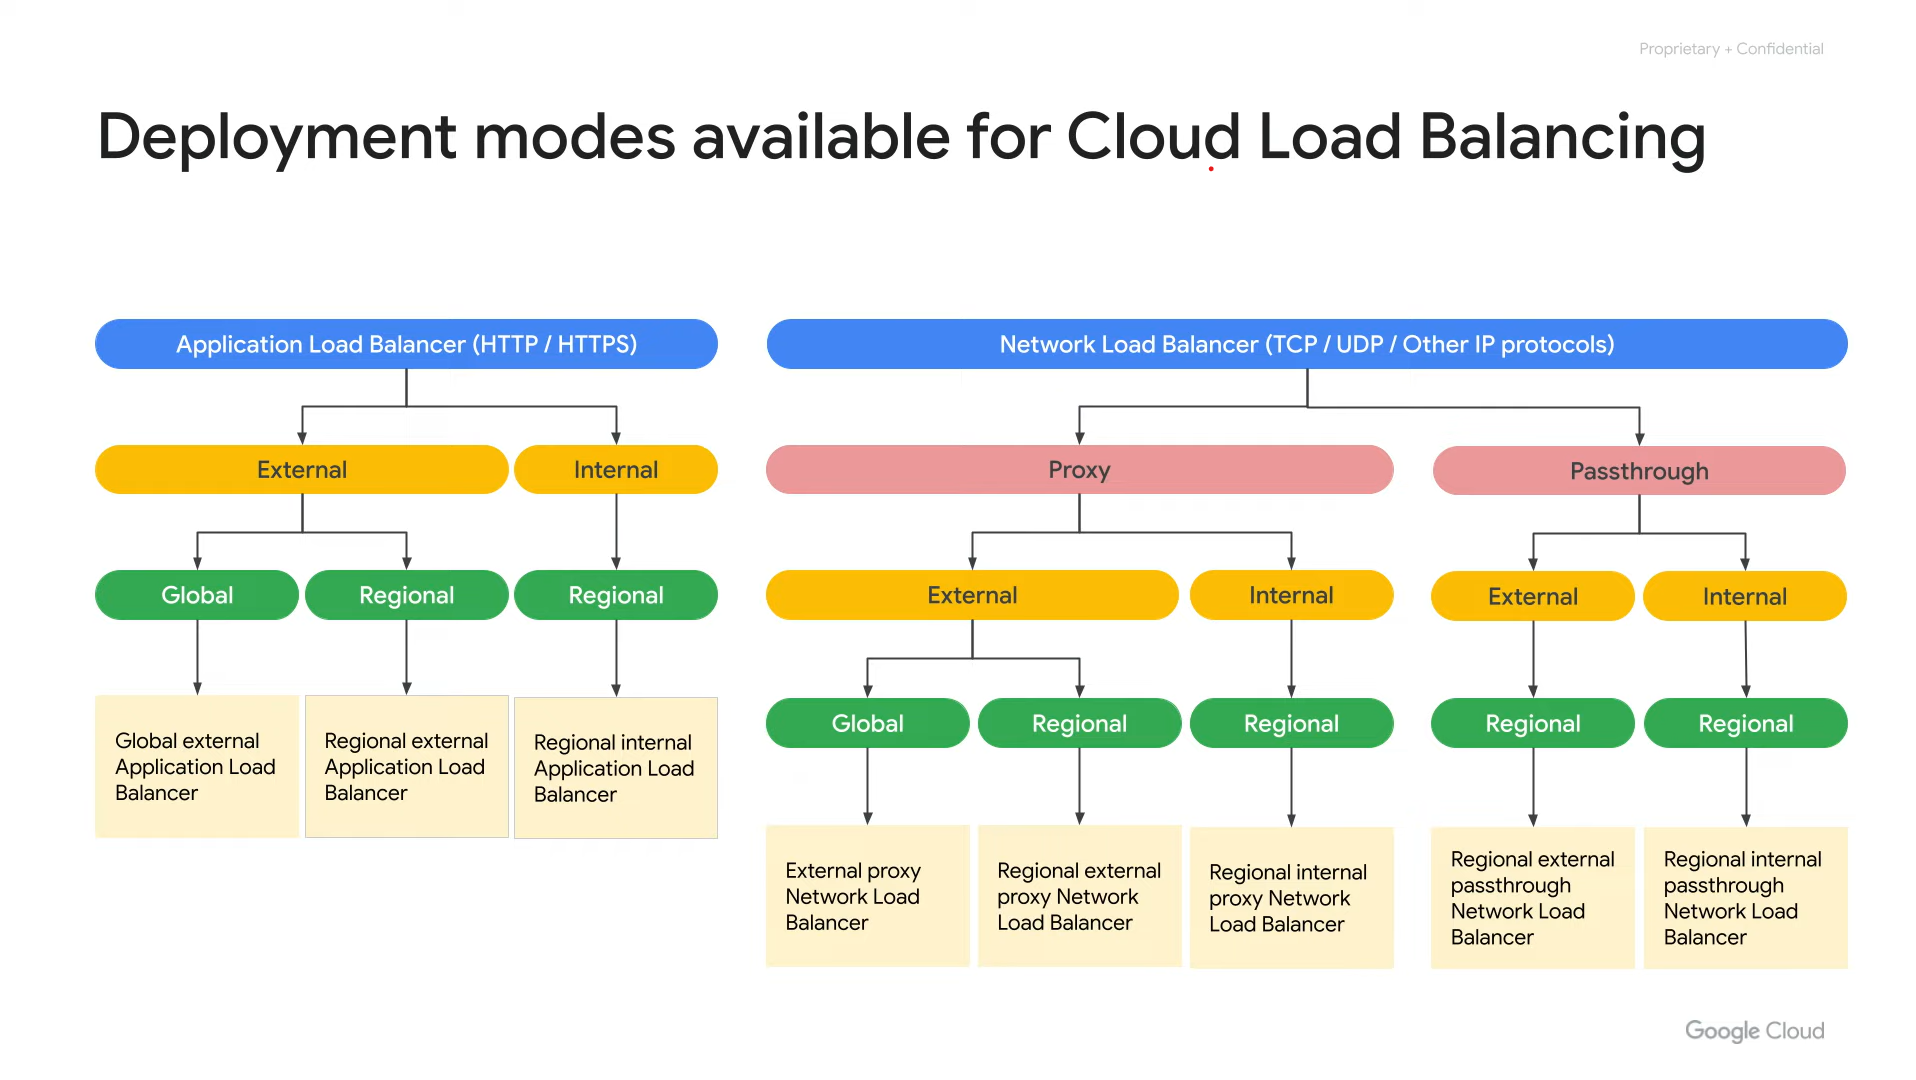 Proprietary + Confidential
Deployment modes available for Cloud Load Balancing
Application Load Balancer (HTTP / HTTPS)
Network Load Balancer (TCP / UDP / Other IP protocols)
External
Internal
Proxy
Passthrough
Global
Regional
Regional
External
Internal
External
Internal
Global external
Application Load
Balancer
Regional external
Application Load
Balancer
Regional internal
Application Load
Balancer
Global
Regional
Regional
Regional
Regional
External proxy
Network Load
Balancer
Regional external
proxy Network
Load Balancer
Regional internal
proxy Network
Load Balancer
Regional external
passthrough
Network Load
Balancer
Regional internal
passthrough
Network Load
Balancer
Google Cloud